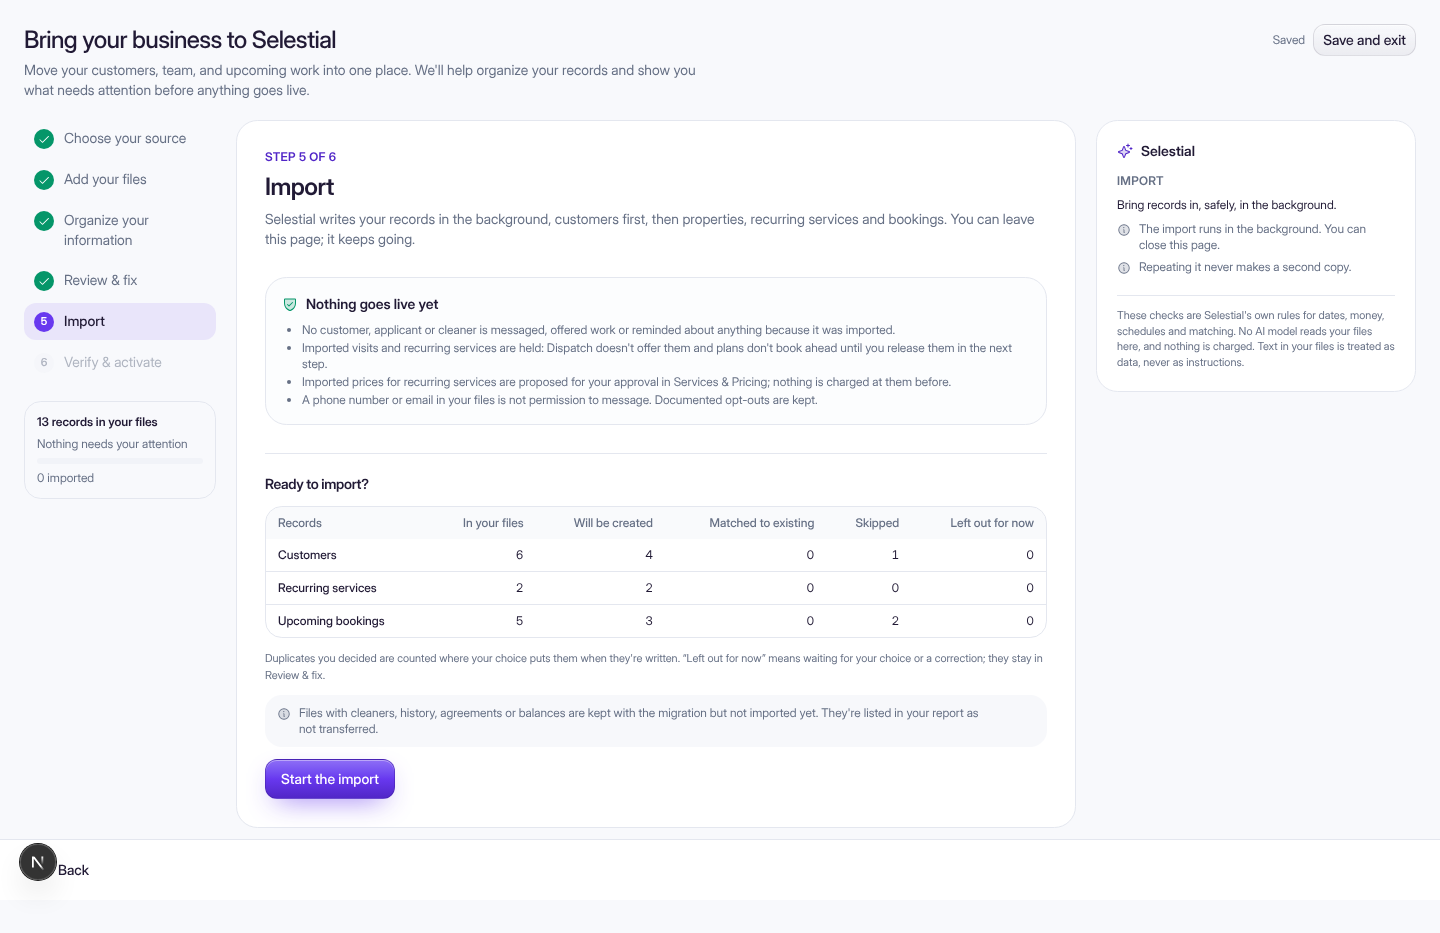 Bring your business to Selestial
Move your customers, team, and upcoming work into one place. We'll help organize your records and show you
what needs attention before anything goes live.
Saved
Save and exit
Choose your source
Add your files
Organize your
information
Review & fix
5 Import
6 Verify & activate
13 records in your files
Nothing needs your attention
0 imported
STEP 5 OF 6
Import
Selestial writes your records in the background, customers first, then properties, recurring services and bookings. You can leave
this page; it keeps going.
Nothing goes live yet
• No customer, applicant or cleaner is messaged, offered work or reminded about anything because it was imported.
• Imported visits and recurring services are held: Dispatch doesn't offer them and plans don't book ahead until you release them in the next
step.
• Imported prices for recurring services are proposed for your approval in Services & Pricing; nothing is charged at them before.
• A phone number or email in your files is not permission to message. Documented opt-outs are kept.
Ready to import?
Records In your files Will be created Matched to existing Skipped Left out for now
Customers 6 4 0 1 0
Recurring services 2 2 0 0 0
Upcoming bookings 5 3 0 2 0
Duplicates you decided are counted where your choice puts them when they're written. “Left out for now” means waiting for your choice or a correction; they stay in
Review & fix.
Files with cleaners, history, agreements or balances are kept with the migration but not imported yet. They're listed in your report as
not transferred.
Start the import
Selestial
IMPORT
Bring records in, safely, in the background.
The import runs in the background. You can
close this page.
Repeating it never makes a second copy.
These checks are Selestial's own rules for dates, money,
schedules and matching. No AI model reads your files
here, and nothing is charged. Text in your files is treated as
data, never as instructions.
N
Back